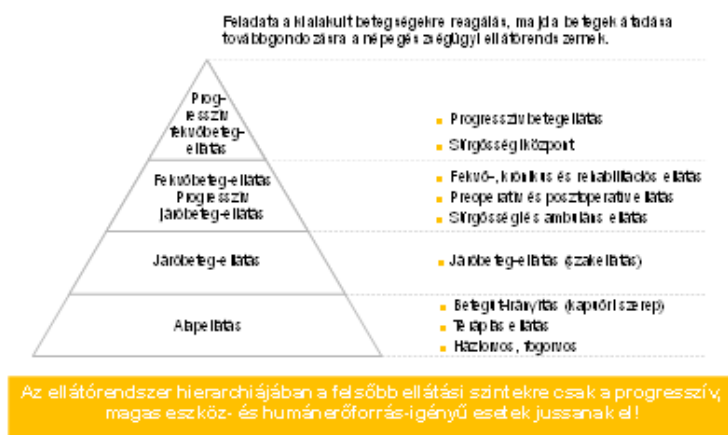 Feladata a kialakult betegségekre reagálás, majd a betegek átadása
továbbgondozásra a népegészségügyi ellátórendszernek.
Prog-
resszív
fekvőbeteg-
ellátás
Progresszív betegellátás
Sürgősségi központ
Fekvőbeteg-ellátás
Progresszív
Járóbeteg-ellátás
Fekvő-, krónikus és rehabilitációs ellátás
Preoperatív és posztoperatív ellátás
Sürgősségi és ambuláns ellátás
Járóbeteg-ellátás
Járóbeteg-ellátás (szakellátás)
Alapellátás
Betegút-irányítás (kapuőri szerep)
Terápiás ellátás
Háziorvos, fogorvos
Az ellátórendszer hierarchiájában a felsőbb ellátási szintekre csak a progresszív,
magas eszköz- és humánerőforrás-igényű esetek jussanak el!